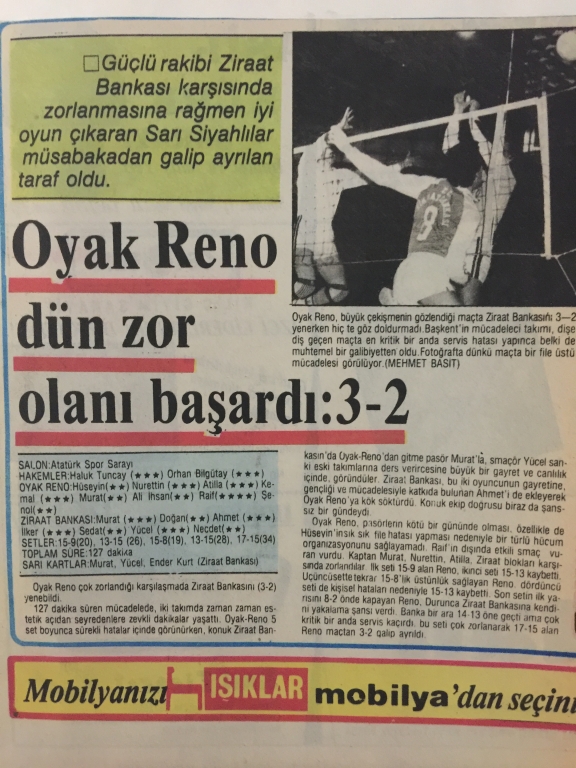 □Güçlü rakibi Ziraat
Bankası karşısında
zorlanmasına rağmen iyi
oyun çıkaran Sarı Siyahlılar
müsabakadan galip ayrılan
taraf oldu.
Oyak Reno
dün zor
olanı başardı:3-2
9
Oyak Reno, büyük çekişmenin gözlendiği maçta Ziraat Bankasını 3—2
yenerken hiç te göz doldurmadı. Başkent'in mücadeleci takımı, dişe
diş geçen maçta en kritik bir anda servis hatası yapınca belki de
muhtemel bir galibiyetten oldu. Fotoğrafta dünkü maçta bir file üstü
mücadelesi görülüyor.(MEHMET BASIT)
SALON:Atatürk Spor Sarayı
HAKEMLER:Haluk Tuncay (★★★) Orhan Bilgütay (★★★)
OYAK RENO:Hüseyin(★★) Nurettin (★★★) Atilla (★★★) Ke-
mal (★★★) Murat(★★) Ali İhsan(★★) Raif(★★★★) Şe-
nol(★★)
ZİRAAT BANKASI:Murat (★★★) Doğan(★★) Ahmet (★★★)
İlker (★★★) Sedat(★★) Yücel (★★★) Necdet(★★)
SETLER:15-9(20), 13-15 (26), 15-8(19), 13-15(28), 17-15(34)
TOPLAM SÜRE:127 dakika
SARI KARTLAR:Murat, Yücel, Ender Kurt (Ziraat Bankası)
Oyak Reno çok zorlandığı karşılaşmada Ziraat Bankasını (3-2)
yenebildi.
127 dakika süren mücadelede, iki takımda zaman zaman es-
tetik açıdan seyredenlere zevkli dakikalar yaşattı. Oyak-Reno 5
set boyunca sürekli hatalar içinde görünürken, konuk Ziraat Ban-
kasın'da Oyak-Reno'dan gitme pasör Murat'la, smaçör Yücel san-
ki eski takımlarına ders verircesine büyük bir gayret ve canlılık
içinde, göründüler. Ziraat Bankası, bu iki oyuncunun gayretine,
gençliği ve mücadelesiyle katkıda bulunan Ahmet'i de ekleyerek
Oyak Reno'ya kök söktürdü. Konuk ekip doğrusu biraz da şans-
sız bir gündeydi.
Oyak Reno, pasörlerin kötü bir gününde olması, özellikle de
Hüseyin'in sık sık file hatası yapması nedeniyle bir türlü hücum
organizasyonunu sağlayamadı. Raif'in dışında etkili smaç vu-
ran yurdu. Kaptan Murat, Nurettin, Atilla, Ziraat blokları karşı-
sında zorlandılar. İlk seti 15-9 alan Reno, ikinci seti 15-13 kaybetti.
Üçüncü sette tekrar 15-8'lik üstünlük sağlayan Reno, dördüncü
seti de kişisel hataları nedeniyle 15-13 kaybetti. Son setin ilk ya-
rısını 8-2 önde kapayan Reno, Durunca Ziraat Bankasına kendi-
ni yakalama şansı verdi. Banka bir ara 14-13 öne geçti ama çok
kritik bir anda servis kaçırdı, bu seti çok zorlanarak 17-15 alan
Reno maçtan 3-2 galip ayrıldı.
Mobilyanızı IŞIKLAR mobilya'dan seçini